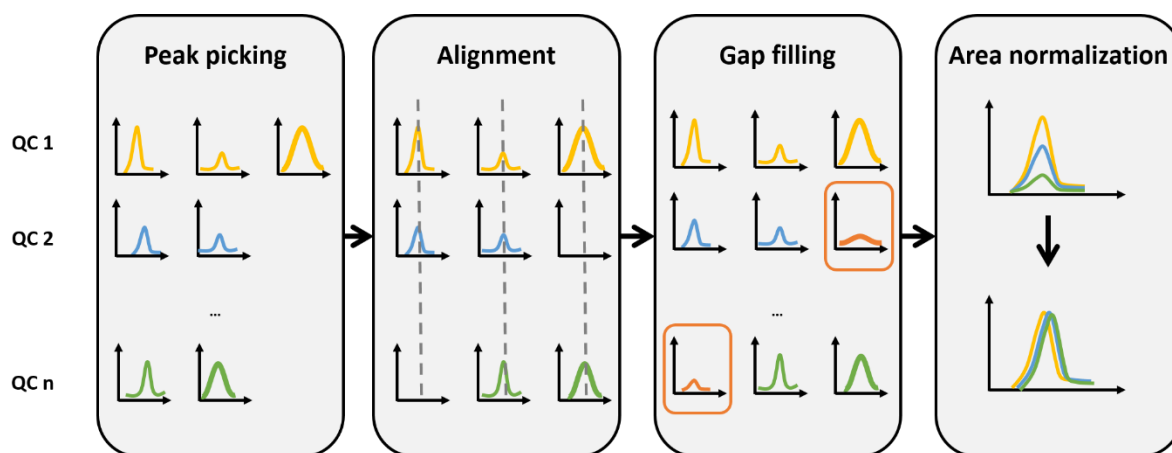 Peak picking
Alignment
Gap filling
Area normalization
QC 1
QC 2
...
...
QC n